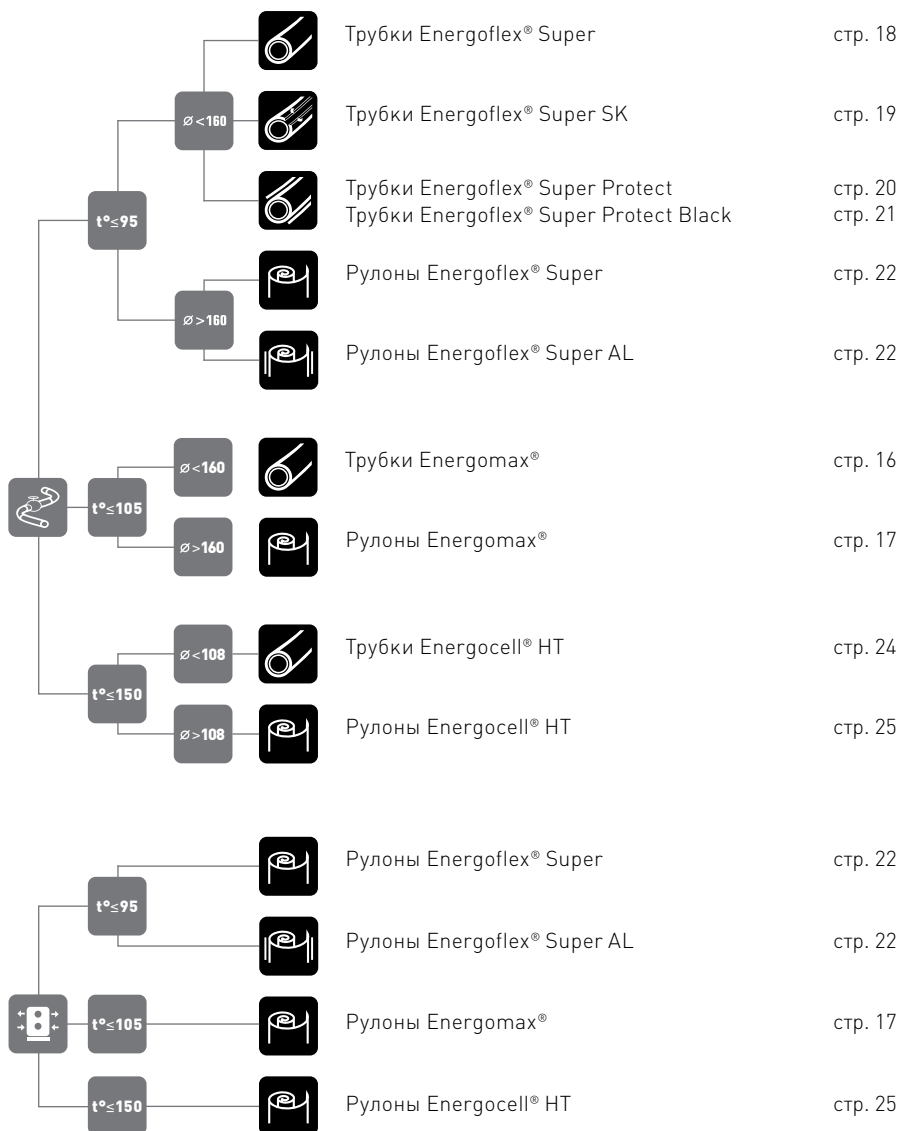 Трубки Energoflex® Super стр. 18
ø<160 Трубки Energoflex® Super SK стр. 19
Трубки Energoflex® Super Protect стр. 20
Трубки Energoflex® Super Protect Black стр. 21
t°≤95
Рулоны Energoflex® Super стр. 22
ø>160
Рулоны Energoflex® Super AL стр. 22
ø<160 Трубки Energomax® стр. 16
t°≤105
ø>160 Рулоны Energomax® стр. 17
ø<108 Трубки Energocell® HT стр. 24
t°≤150
ø>108 Рулоны Energocell® HT стр. 25
Рулоны Energoflex® Super стр. 22
t°≤95
Рулоны Energoflex® Super AL стр. 22
t°≤105 Рулоны Energomax® стр. 17
t°≤150 Рулоны Energocell® HT стр. 25